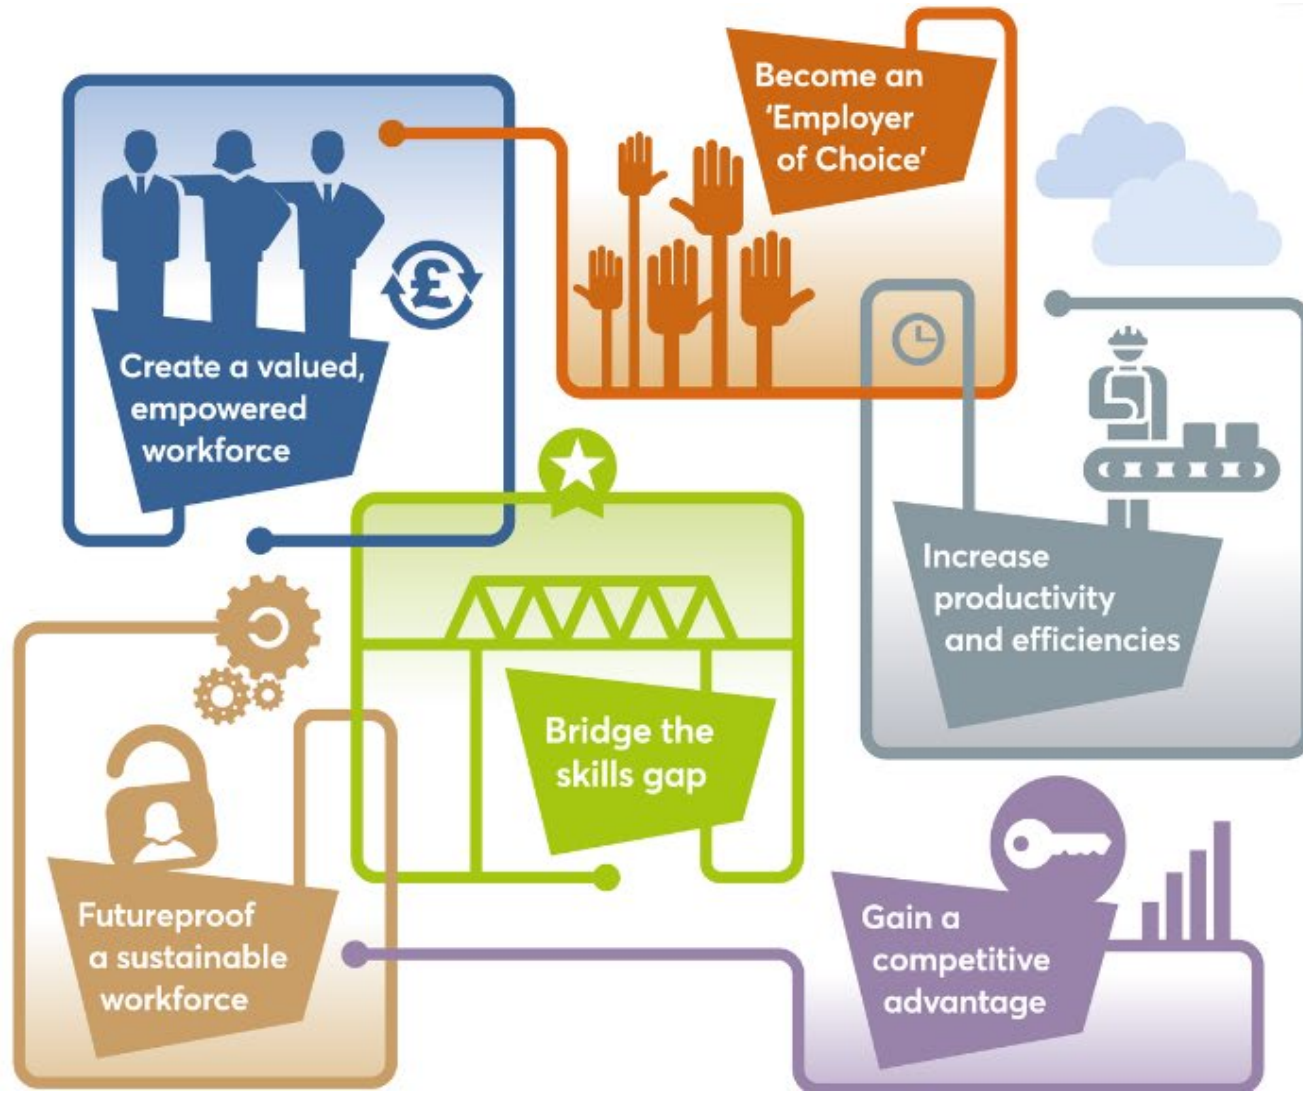 Become an
'Employer
of Choice'
Create a valued,
empowered
workforce
£
Increase
productivity
and efficiencies
Bridge the
skills gap
Futureproof
a sustainable
workforce
Gain a
competitive
advantage